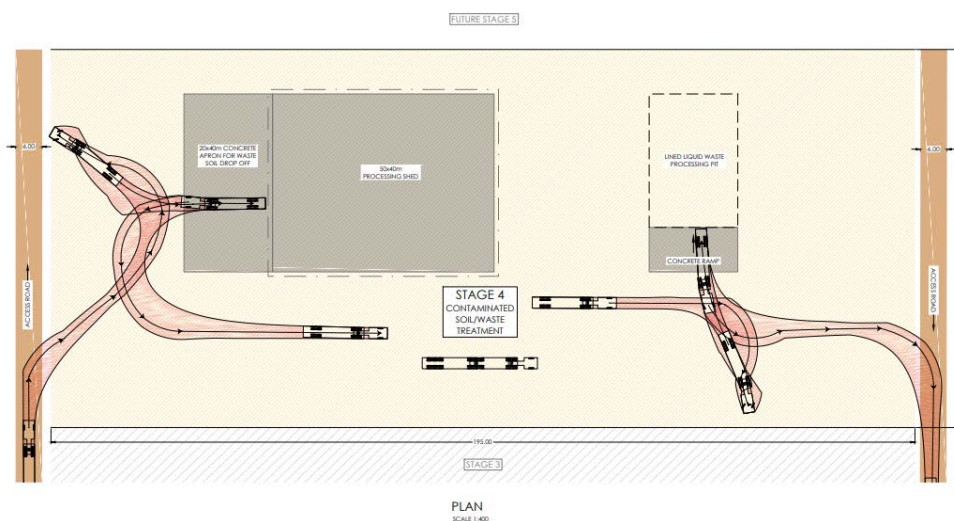 FUTURE STAGE 5
6.00
20x40m CONCRETE
APRON FOR WASTE
SOIL DROP OFF
50x40m
PROCESSING SHED
LINED LIQUID WASTE
PROCESSING PIT
6.00
CONCRETE RAMP
ACCESS ROAD
STAGE 4
CONTAMINATED
SOIL/WASTE
TREATMENT
ACCESS ROAD
195.00
STAGE 3
PLAN
SCALE 1:400